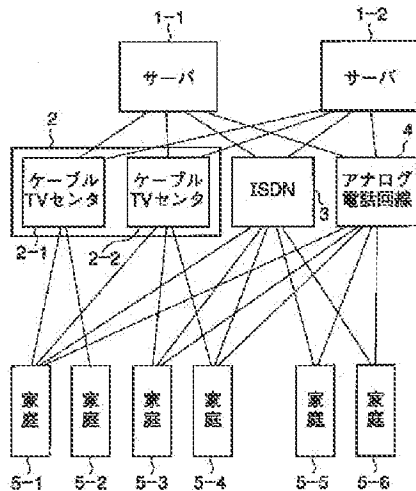 1-1
1-2
サーバ
サーバ
2
4
ケーブル
TVセンタ
ケーブル
TVセンタ
ISDN
アナログ
電話回線
3
2-1
2-2
家庭
家庭
家庭
家庭
家庭
家庭
5-1
5-2
5-3
5-4
5-5
5-6